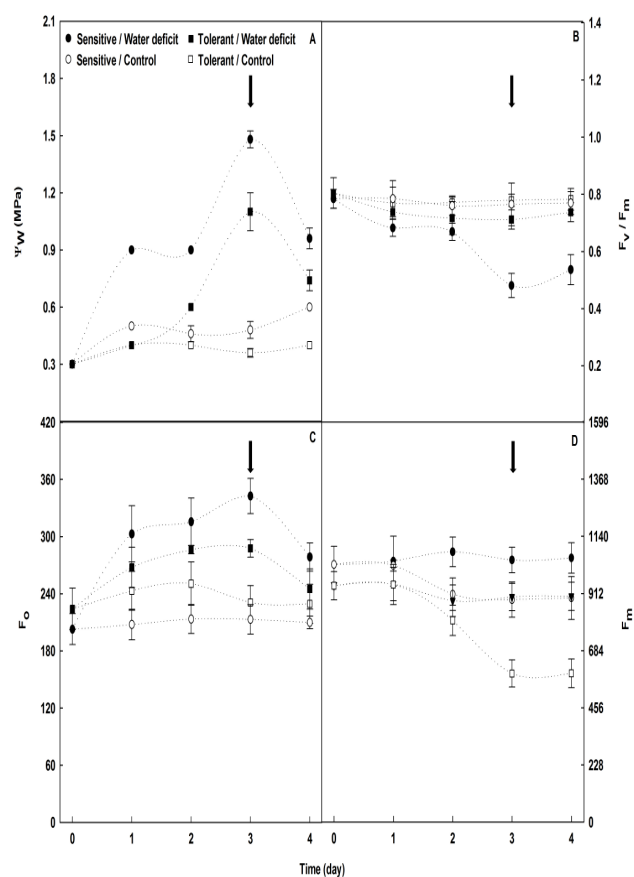 2.1
1.8
1.5
Ψw (MPa)
0.9
0.6
0.3
Sensitive / Water deficit
Tolerant / Water deficit
A
Sensitive / Control
Tolerant / Control
B
1.4
1.2
1.0
0.8
Fv / Fm
0.6
0.4
0.2
420
360
300
240
Fo
180
120
60
0
C
D
1596
1368
1140
912
Fm
684
456
228
0
0 1 2 3 4
0 1 2 3 4
Time (day)